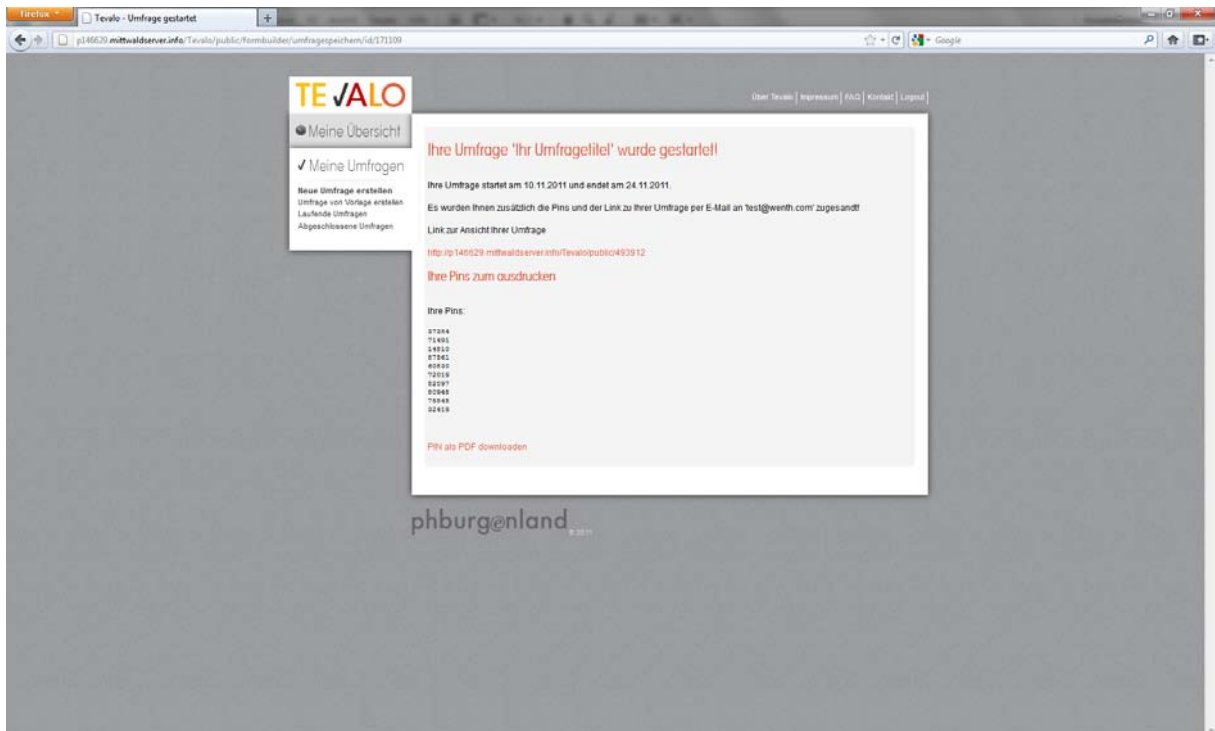 Firefox
Tevalo - Umfrage gestartet
p146629.mittwaldserver.info/Tevalo/public/formbuilder/umfragespeichern/id/171109
Google
TEVALO
Über Tevalo | Impressum | FAQ | Kontakt | Logout |
Meine Übersicht
Meine Umfragen
Neue Umfrage erstellen
Umfrage von Vorlage erstellen
Laufende Umfragen
Abgeschlossene Umfragen
Ihre Umfrage 'Ihr Umfragetitel' wurde gestartet!
Ihre Umfrage startet am 10.11.2011 und endet am 24.11.2011.
Es wurden Ihnen zusätzlich die Pins und der Link zu Ihrer Umfrage per E-Mail an 'test@wenth.com' zugesandt!
Link zur Ansicht Ihrer Umfrage
http://p146629.mittwaldserver.info/Tevalo/public/493912
Ihre Pins zum ausdrucken
Ihre Pins:
PIN als PDF downloaden
phburgenland
© 2011